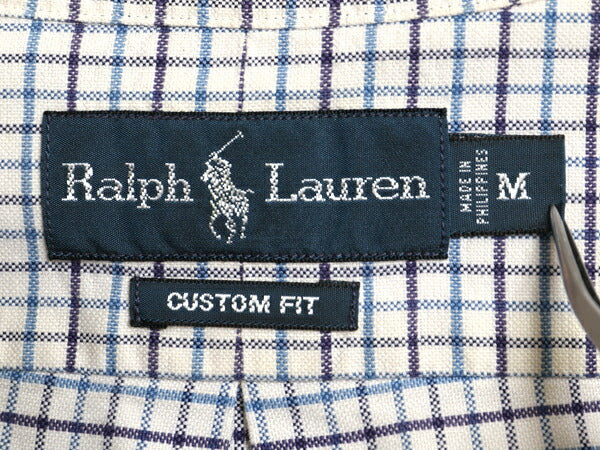 Ralph Lauren
MADE IN
PHILIPPINES
M
CUSTOM FIT